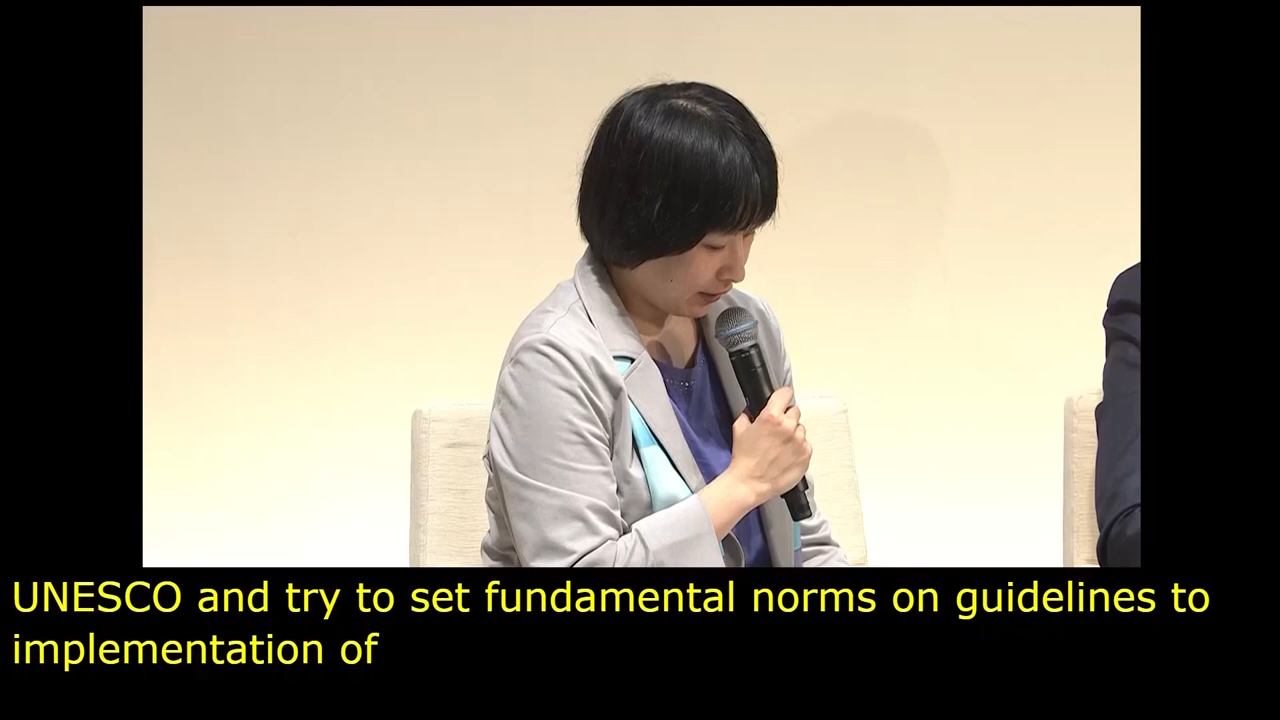 UNESCO and try to set fundamental norms on guidelines to
implementation of